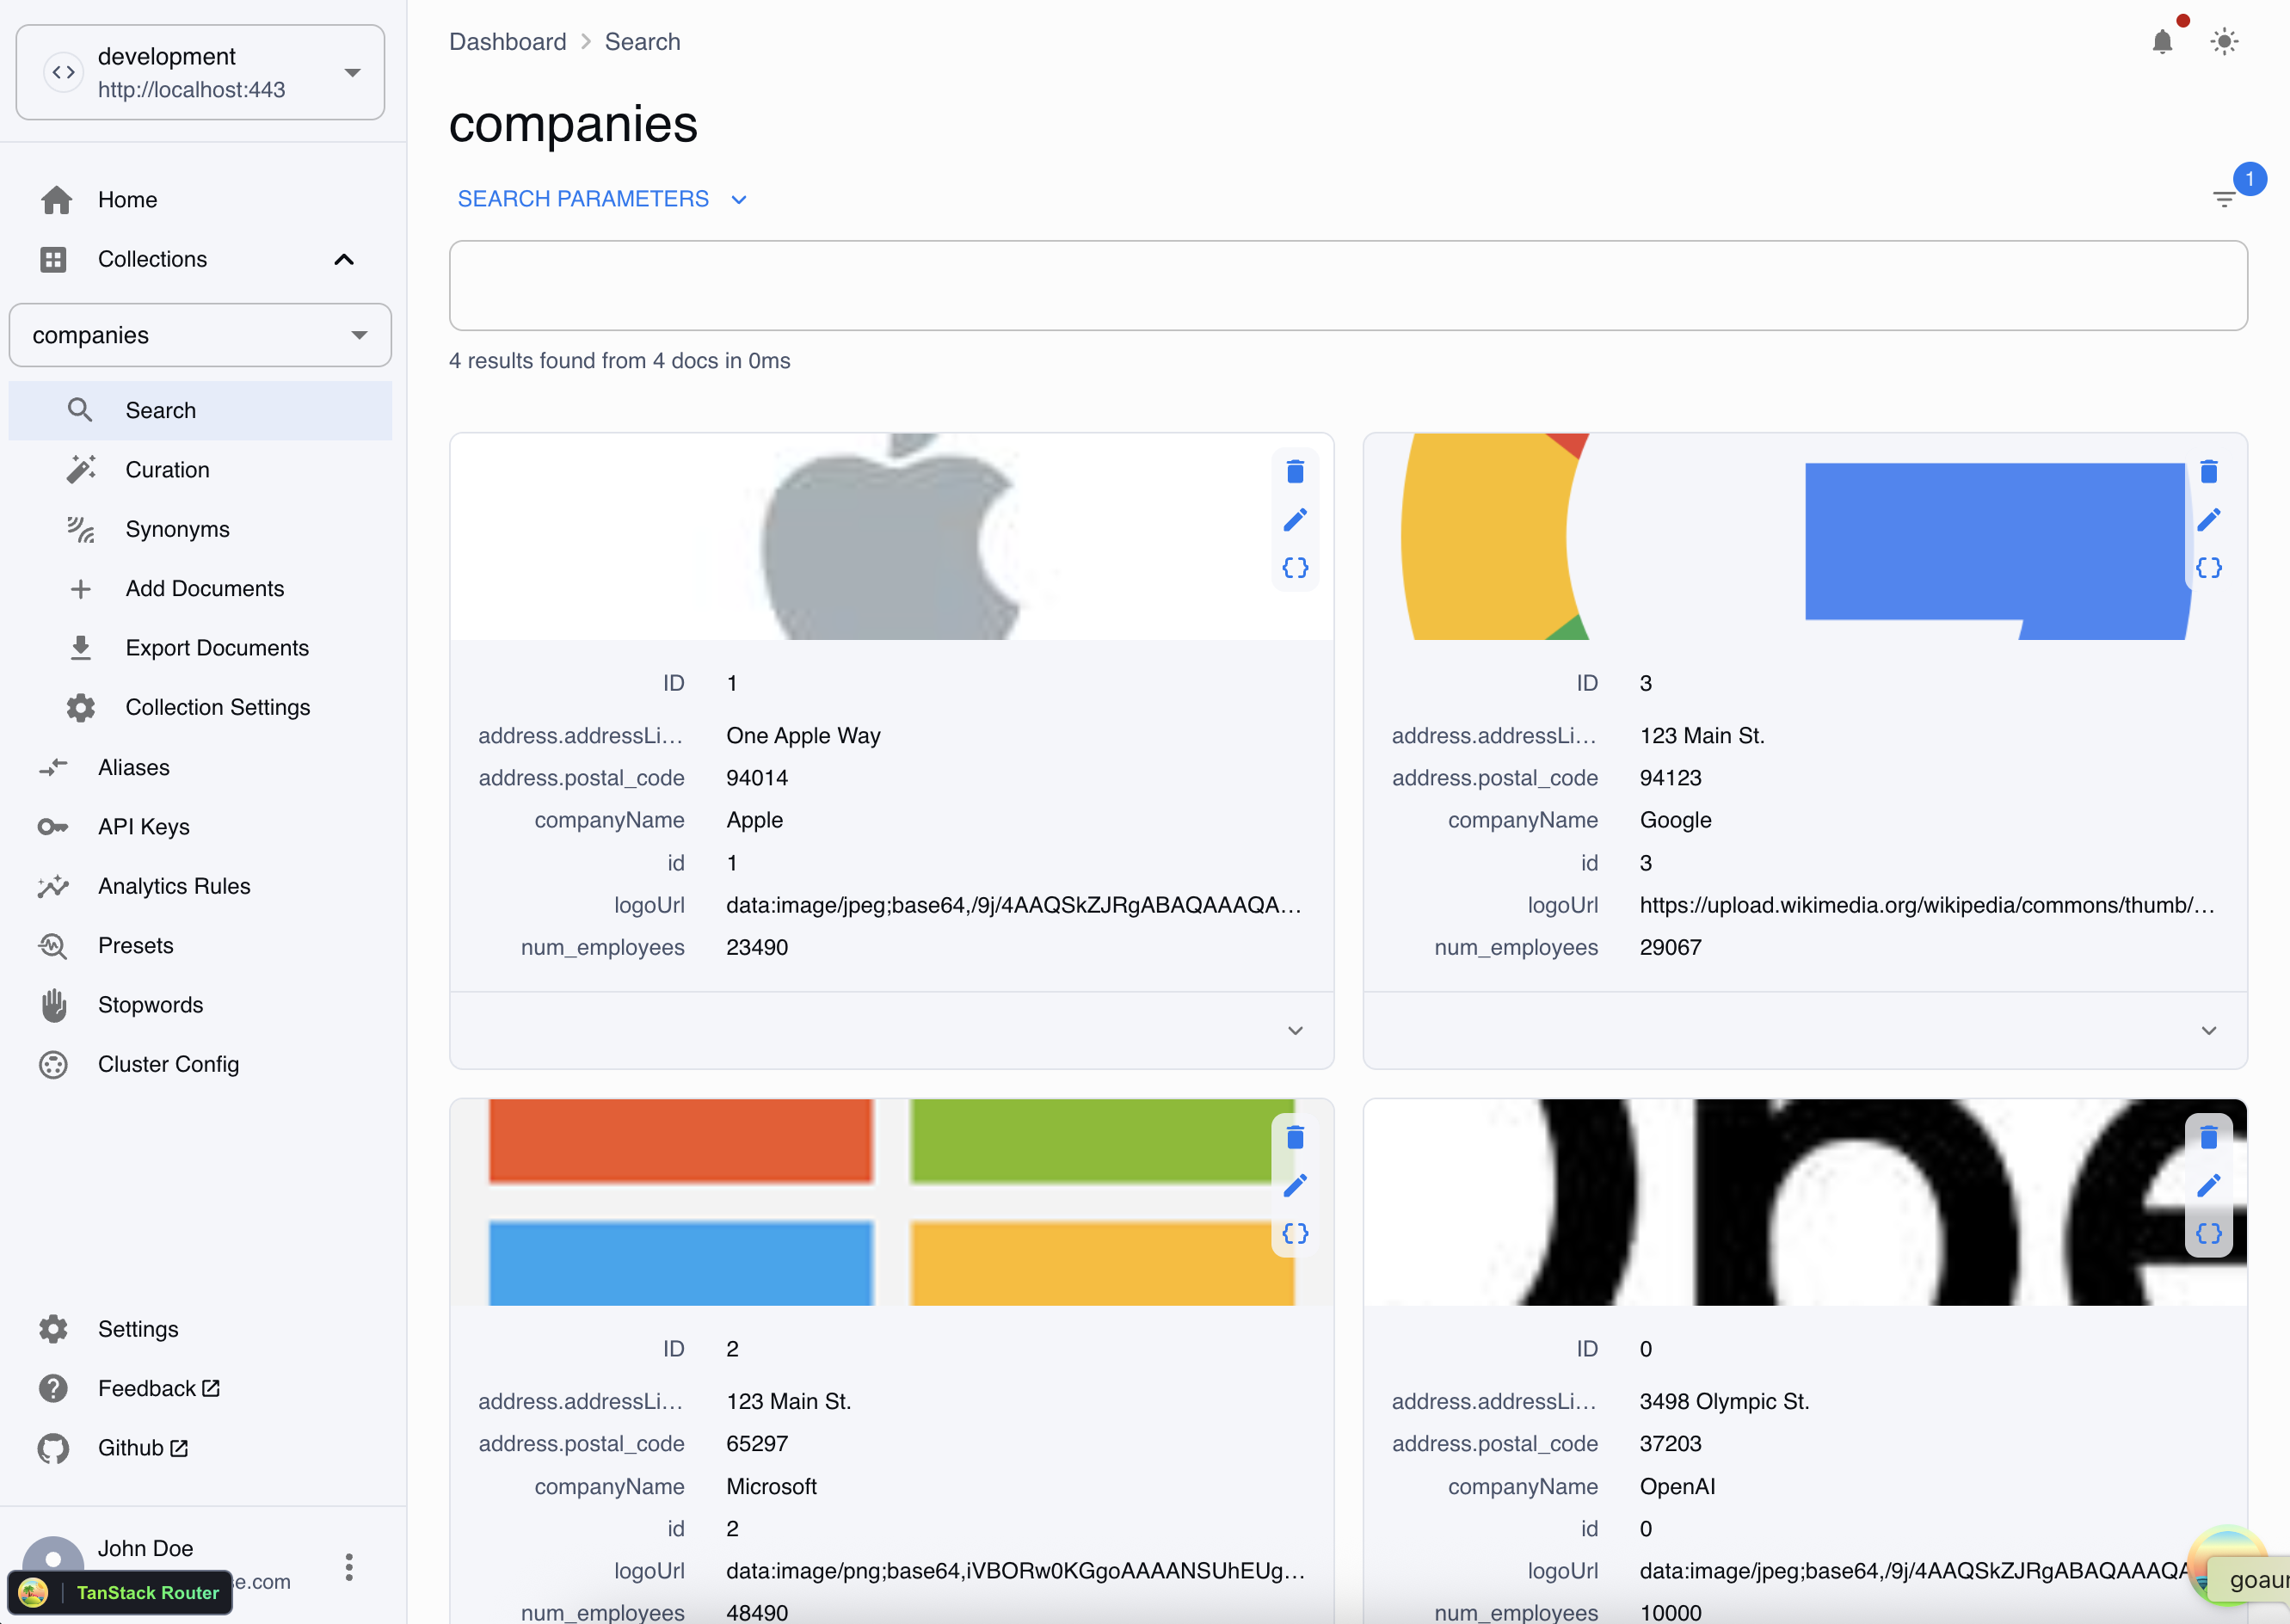 development
http://localhost:443
Home
Collections
companies
Search
Curation
Synonyms
Add Documents
Export Documents
Collection Settings
Aliases
API Keys
Analytics Rules
Presets
Stopwords
Cluster Config
Settings
Feedback
Github
John Doe
e.com
TanStack Router
Dashboard > Search
companies
SEARCH PARAMETERS
1
4 results found from 4 docs in 0ms
ID 1
address.addressLi… One Apple Way
address.postal_code 94014
companyName Apple
id 1
logoUrl data:image/jpeg;base64,/9j/4AAQSkZJRgABAQAAAQA…
num_employees 23490
ID 3
address.addressLi… 123 Main St.
address.postal_code 94123
companyName Google
id 3
logoUrl https://upload.wikimedia.org/wikipedia/commons/thumb/…
num_employees 29067
ID 2
address.addressLi… 123 Main St.
address.postal_code 65297
companyName Microsoft
id 2
logoUrl data:image/png;base64,iVBORw0KGgoAAAANSUhEUg…
num_employees 48490
ne
ID 0
address.addressLi… 3498 Olympic St.
address.postal_code 37203
companyName OpenAI
id 0
logoUrl data:image/jpeg;base64,/9j/4AAQSkZJRgABAQAAAQA
num_employees 10000